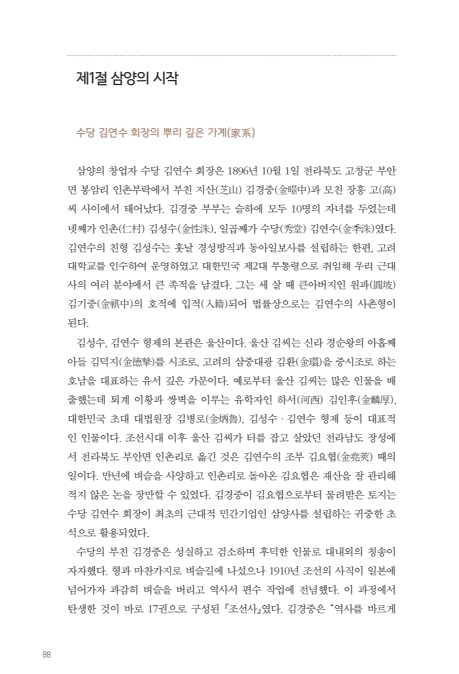 제1절 삼양의 시작
수당 김연수 회장의 뿌리 깊은 가계(家系)
삼양의 창업자 수당 김연수 회장은 1896년 10월 1일 전라북도 고창군 부안
면 봉암리 인촌부락에서 부친 지산(芝山) 김경중(金暻中)과 모친 장흥 고(高)
씨 사이에서 태어났다. 김경중 부부는 슬하에 모두 10명의 자녀를 두었는데
넷째가 인촌(仁村) 김성수(金性洙), 일곱째가 수당(秀堂) 김연수(金季洙)였다.
김연수의 친형 김성수는 훗날 경성방직과 동아일보사를 설립하는 한편, 고려
대학교를 인수하여 운영하였고 대한민국 제2대 부통령으로 취임해 우리 근대
사의 여러 분야에서 큰 족적을 남겼다. 그는 세 살 때 큰아버지인 원파(圓坡)
김기중(金祺中)의 호적에 입적(入籍)되어 법률상으로는 김연수의 사촌형이
된다.
김성수, 김연수 형제의 본관은 울산이다. 울산 김씨는 신라 경순왕의 아홉째
아들 김덕지(金德摯)를 시조로, 고려의 삼중대광 김환(金環)을 중시조로 하는
호남을 대표하는 유서 깊은 가문이다. 예로부터 울산 김씨는 많은 인물을 배
출했는데 퇴계 이황과 쌍벽을 이루는 유학자인 하서(河西) 김인후(金麟厚),
대한민국 초대 대법원장 김병로(金炳魯), 김성수 · 김연수 형제 등이 대표적
인 인물이다. 조선시대 이후 울산 김씨가 터를 잡고 살았던 전라남도 장성에
서 전라북도 부안면 인촌리로 옮긴 것은 김연수의 조부 김요협(金堯莢) 때의
일이다. 만년에 벼슬을 사양하고 인촌리로 돌아온 김요협은 재산을 잘 관리해
적지 않은 논을 장만할 수 있었다. 김경중이 김요협으로부터 물려받은 토지는
수당 김연수 회장이 최초의 근대적 민간기업인 삼양사를 설립하는 귀중한 초
석으로 활용되었다.
수당의 부친 김경중은 성실하고 검소하며 후덕한 인물로 대내외의 칭송이
자자했다. 형과 마찬가지로 벼슬길에 나섰으나 1910년 조선의 사직이 일본에
넘어가자 과감히 벼슬을 버리고 역사서 편수 작업에 전념했다. 이 과정에서
탄생한 것이 바로 17권으로 구성된 『조선사』였다. 김경중은 “역사를 바르게
88